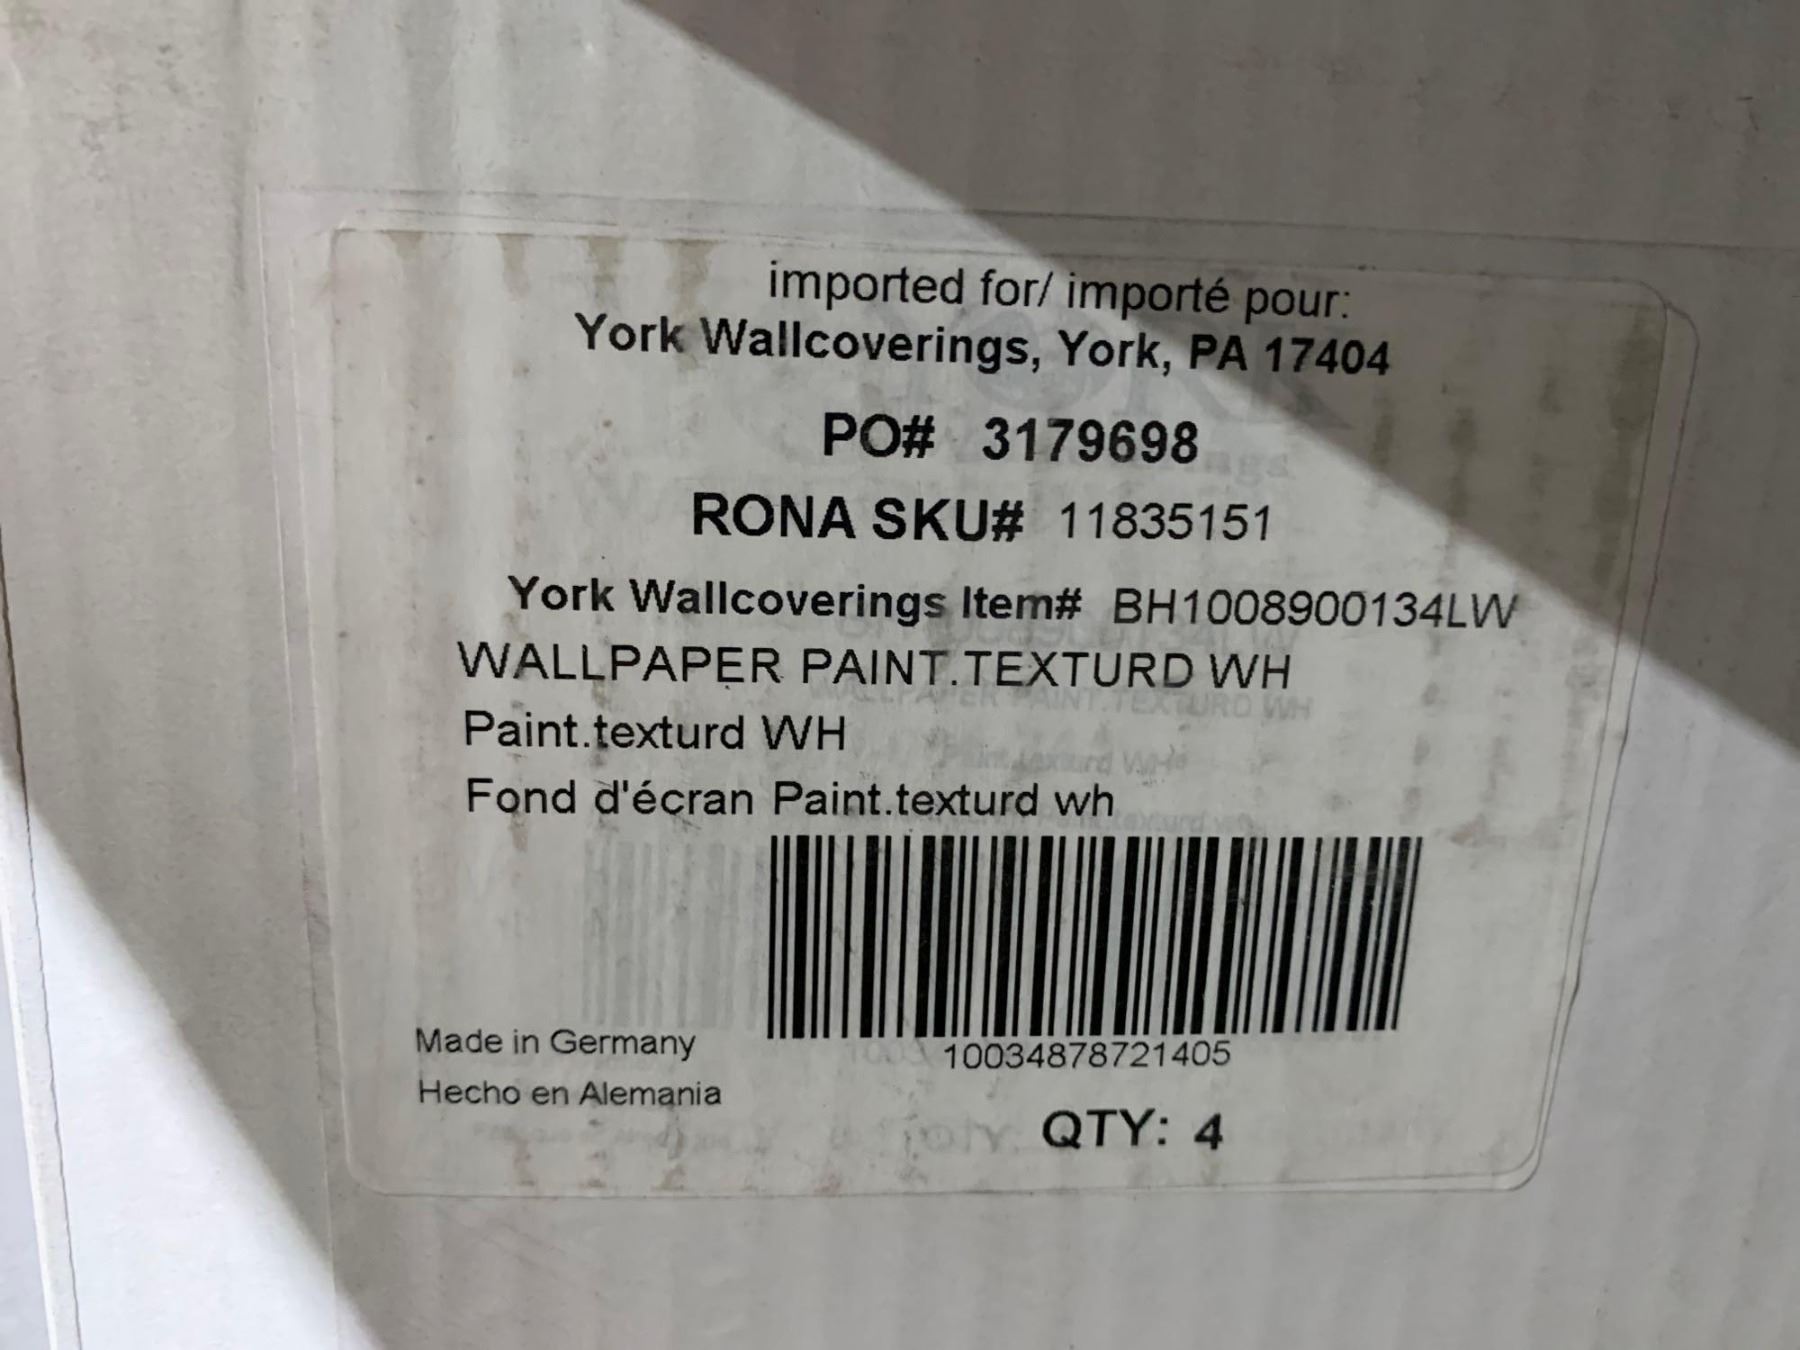 imported for/ importé pour:
York Wallcoverings, York, PA 17404
PO# 3179698
RONA SKU# 11835151
York Wallcoverings Item# BH1008900134LW
WALLPAPER PAINT.TEXTURD WH
Paint.texturd WH
Fond d'écran Paint.texturd wh
10034878721405
Made in Germany
Hecho en Alemania
QTY: 4